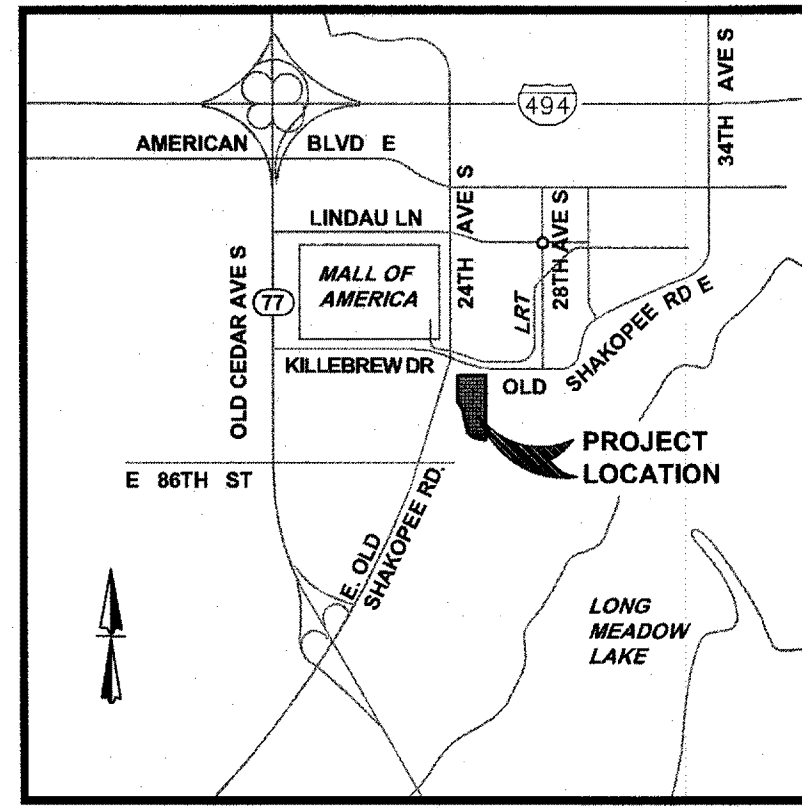 34TH AVE S
494
AMERICAN BLVD E
24TH AVE S
28TH AVE S
LINDAU LN
MALL OF
AMERICA
OLD CEDAR AVE S
77
LRT
SHAKOPEE RD E
KILLEBREW DR
OLD
PROJECT
LOCATION
E 86TH ST
E. OLD
SHAKOPEE RD.
LONG
MEADOW
LAKE